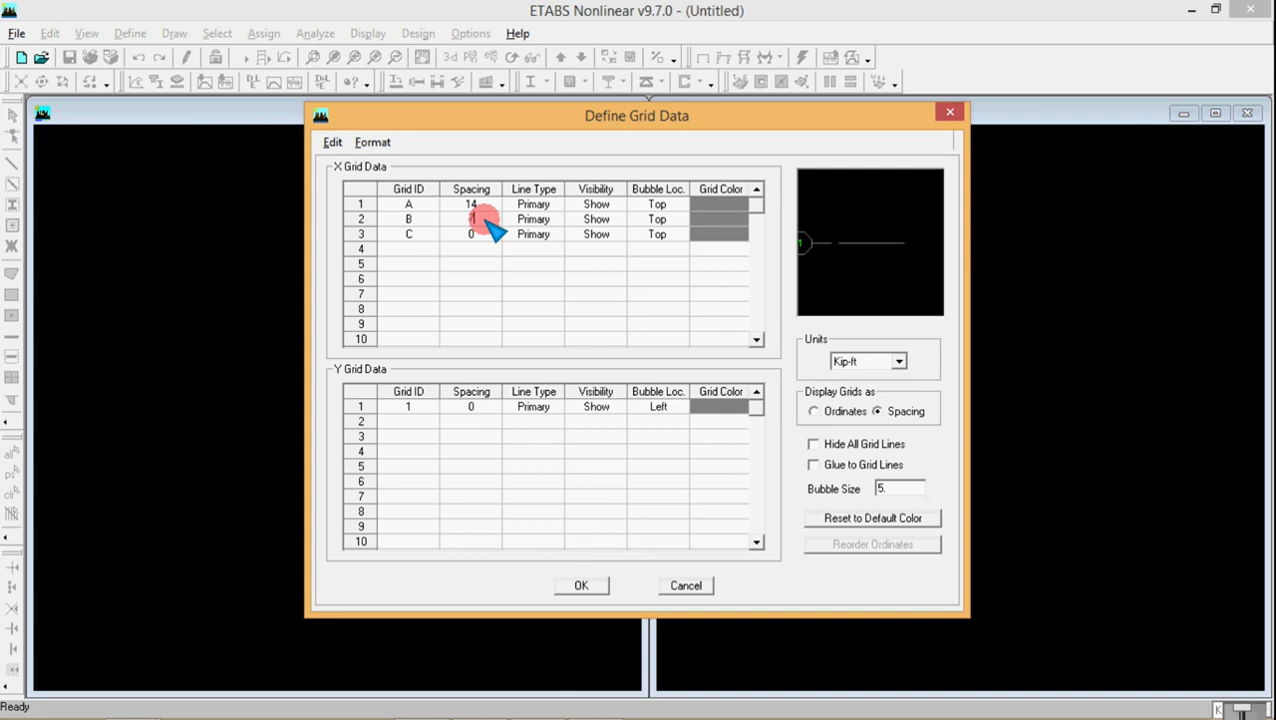 ETABS Nonlinear v9.7.0 - (Untitled)
File Edit View Define Draw Select Assign Analyze Display Design Options Help
3-d
Define Grid Data
Edit Format
X Grid Data
Grid ID Spacing Line Type Visibility Bubble Loc. Grid Color
1 A 14 Primary Show Top
2 B Primary Show Top
3 C 0 Primary Show Top
4
5
6
7
8
9
10
1
Units
Kip-ft
Y Grid Data
Display Grids as
Ordinates Spacing
Grid ID Spacing Line Type Visibility Bubble Loc. Grid Color
1 1 0 Primary Show Left
2
3
4
5
6
7
8
9
10
Hide All Grid Lines
Glue to Grid Lines
Bubble Size 5.
Reset to Default Color
Reorder Ordinates
OK Cancel
all
clr
Ready
K